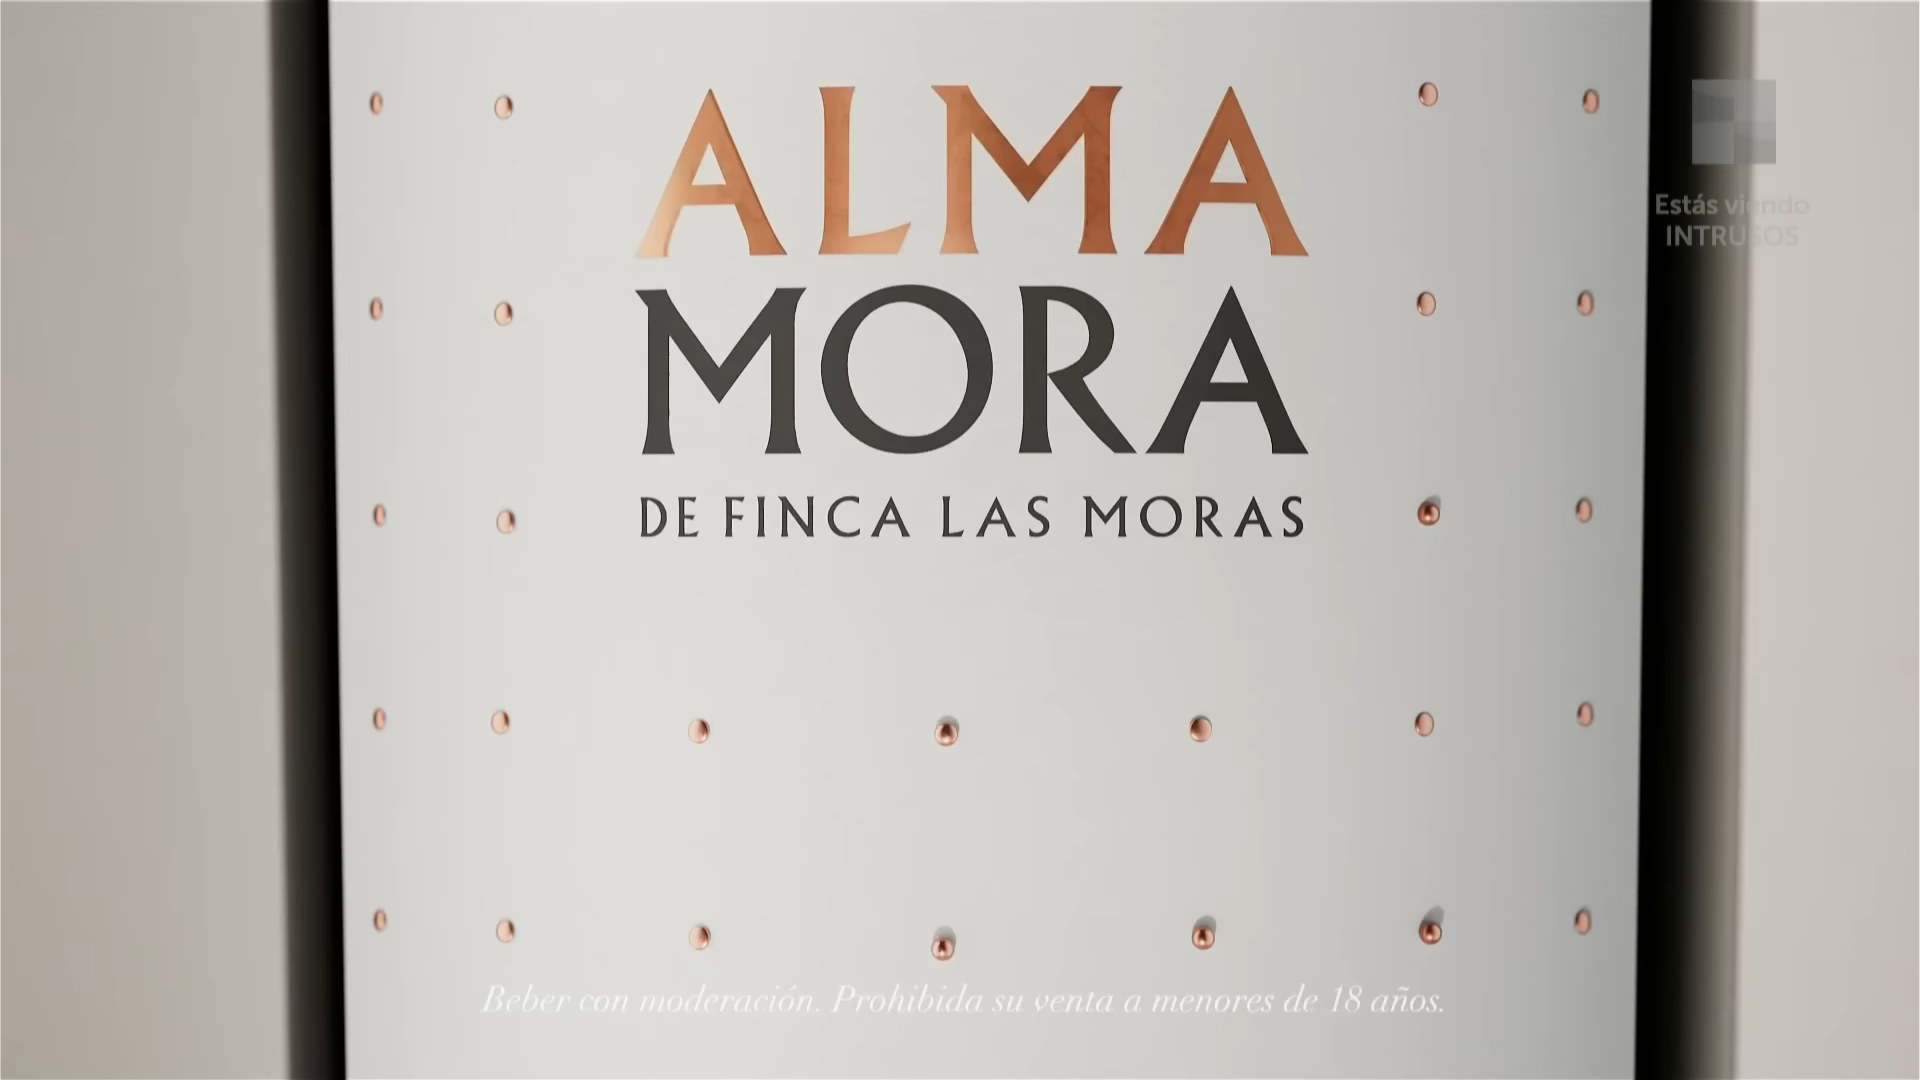 ALMA
MORA
DE FINCA LAS MORAS
Estás viendo
INTRUSOS
Beber con moderación. Prohibida su venta a menores de 18 años.